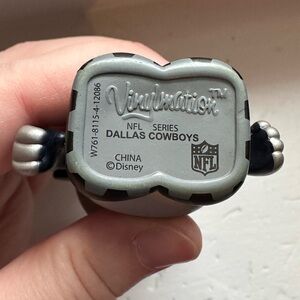 Vinylmation™
NFL SERIES
DALLAS COWBOYS
CHINA
©Disney
NFL
W761-8115-4-12086